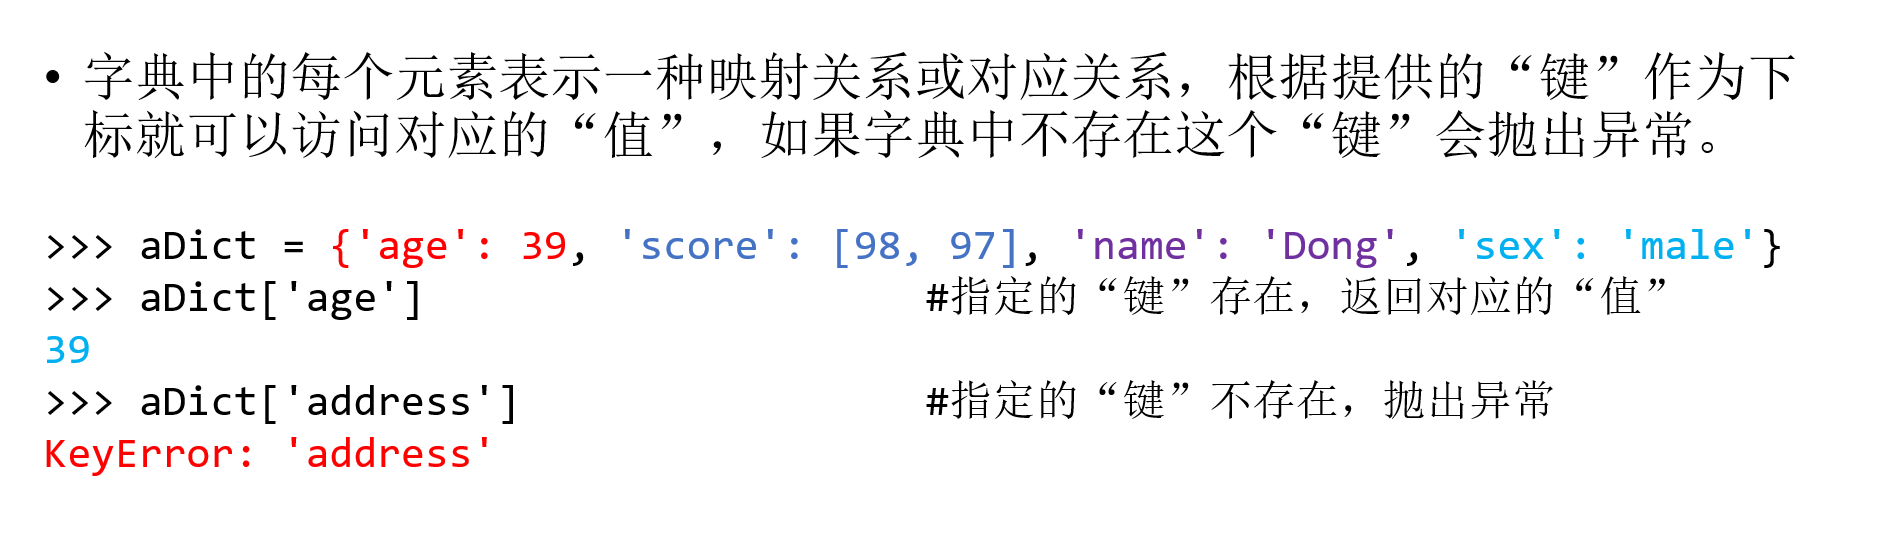 • 字典中的每个元素表示一种映射关系或对应关系，根据提供的“键”作为下
标就可以访问对应的“值”，如果字典中不存在这个“键”会抛出异常。
>>> aDict = {'age': 39, 'score': [98, 97], 'name': 'Dong', 'sex': 'male'}
>>> aDict['age'] #指定的“键”存在，返回对应的“值”
39
>>> aDict['address'] #指定的“键”不存在，抛出异常
KeyError: 'address'